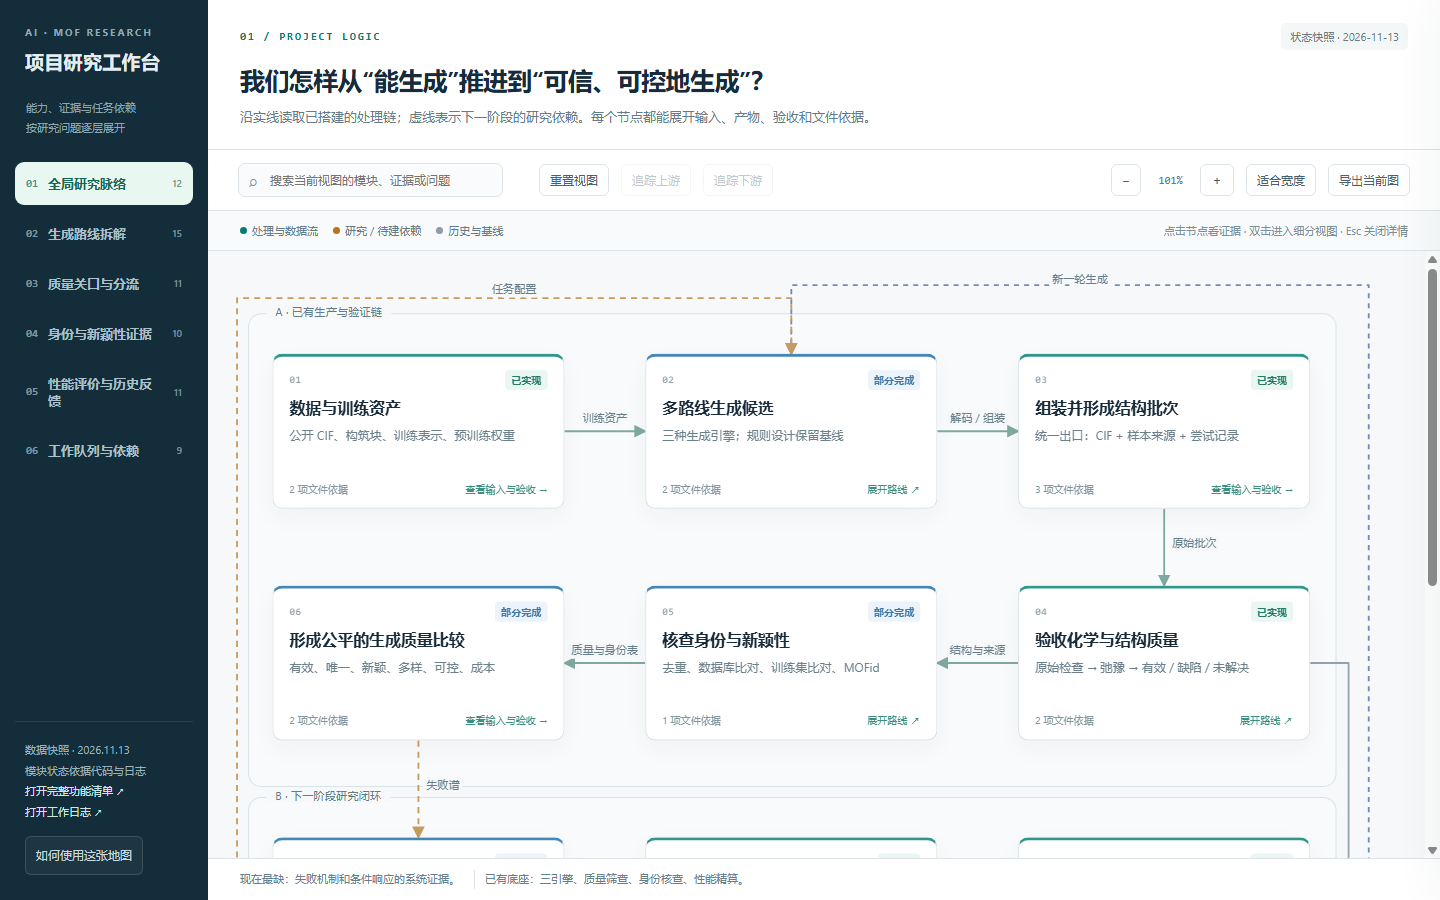 AI · MOF RESEARCH
项目研究工作台
能力、证据与任务依赖
按研究问题逐层展开
01 全局研究脉络 12
02 生成路线拆解 15
03 质量关口与分流 11
04 身份与新颖性证据 10
05 性能评价与历史反馈 11
06 工作队列与依赖 9
数据快照 · 2026.11.13
模块状态依据代码与日志
打开完整功能清单 ↗
打开工作日志 ↗
如何使用这张地图
01 / PROJECT LOGIC
状态快照 · 2026-11-13
我们怎样从“能生成”推进到“可信、可控地生成”？
沿实线读取已搭建的处理链；虚线表示下一阶段的研究依赖。每个节点都能展开输入、产物、验收和文件依据。
搜索当前视图的模块、证据或问题
重置视图
追踪上游
追踪下游
− 101% +
适合宽度
导出当前图
处理与数据流
研究 / 待建依赖
历史与基线
点击节点看证据 · 双击进入细分视图 · Esc 关闭详情
任务配置
新一轮生成
A · 已有生产与验证链
01 已实现
数据与训练资产
公开 CIF、构筑块、训练表示、预训练权重
2 项文件依据 查看输入与验收 →
训练资产
02 部分完成
多路线生成候选
三种生成引擎；规则设计保留基线
2 项文件依据 展开路线 ↗
解码 / 组装
03 已实现
组装并形成结构批次
统一出口：CIF + 样本来源 + 尝试记录
3 项文件依据 查看输入与验收 →
原始批次
06 部分完成
形成公平的生成质量比较
有效、唯一、新颖、多样、可控、成本
2 项文件依据 查看输入与验收 →
质量与身份表
05 部分完成
核查身份与新颖性
去重、数据库比对、训练集比对、MOFid
1 项文件依据 展开路线 ↗
结构与来源
04 已实现
验收化学与结构质量
原始检查 → 弛豫 → 有效 / 缺陷 / 未解决
2 项文件依据 展开路线 ↗
失败谱
B · 下一阶段研究闭环
现在最缺：失败机制和条件响应的系统证据。
已有底座：三引擎、质量筛查、身份核查、性能精算。